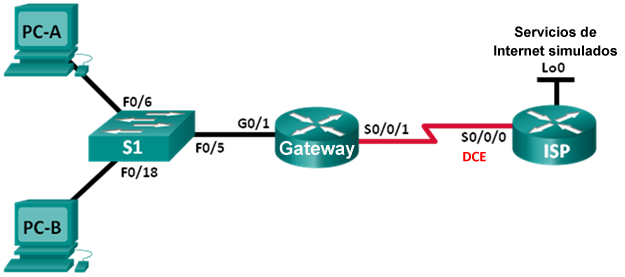 PC-A
Servicios de
Internet simulados
Lo0
F0/6
G0/1
S0/0/1
S0/0/0
S1
F0/5
Gateway
DCE
ISP
F0/18
PC-B